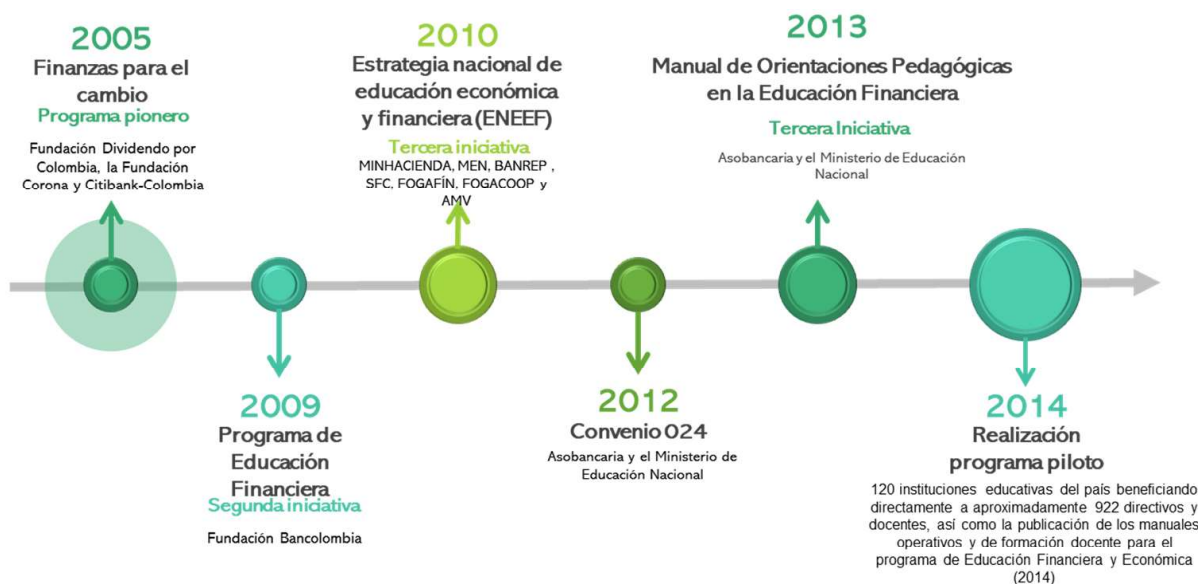 2005
Finanzas para el
cambio
Programa pionero
Fundación Dividendo por
Colombia, la Fundación
Corona y Citibank-Colombia
2009
Programa de
Educación
Financiera
Segunda iniciativa
Fundación Bancolombia
2010
Estrategia nacional de
educación económica
y financiera (ENEEF)
Tercera iniciativa
MINHACIENDA, MEN, BANREP ,
SFC, FOGAFÍN, FOGACOOP y
AMV
2012
Convenio 024
Asobancaria y el Ministerio de
Educación Nacional
2013
Manual de Orientaciones Pedagógicas
en la Educación Financiera
Tercera Iniciativa
Asobancaria y el Ministerio de Educación
Nacional
2014
Realización
programa piloto
120 instituciones educativas del país beneficiando
directamente a aproximadamente 922 directivos y
docentes, así como la publicación de los manuales
operativos y de formación docente para el
programa de Educación Financiera y Económica
(2014)